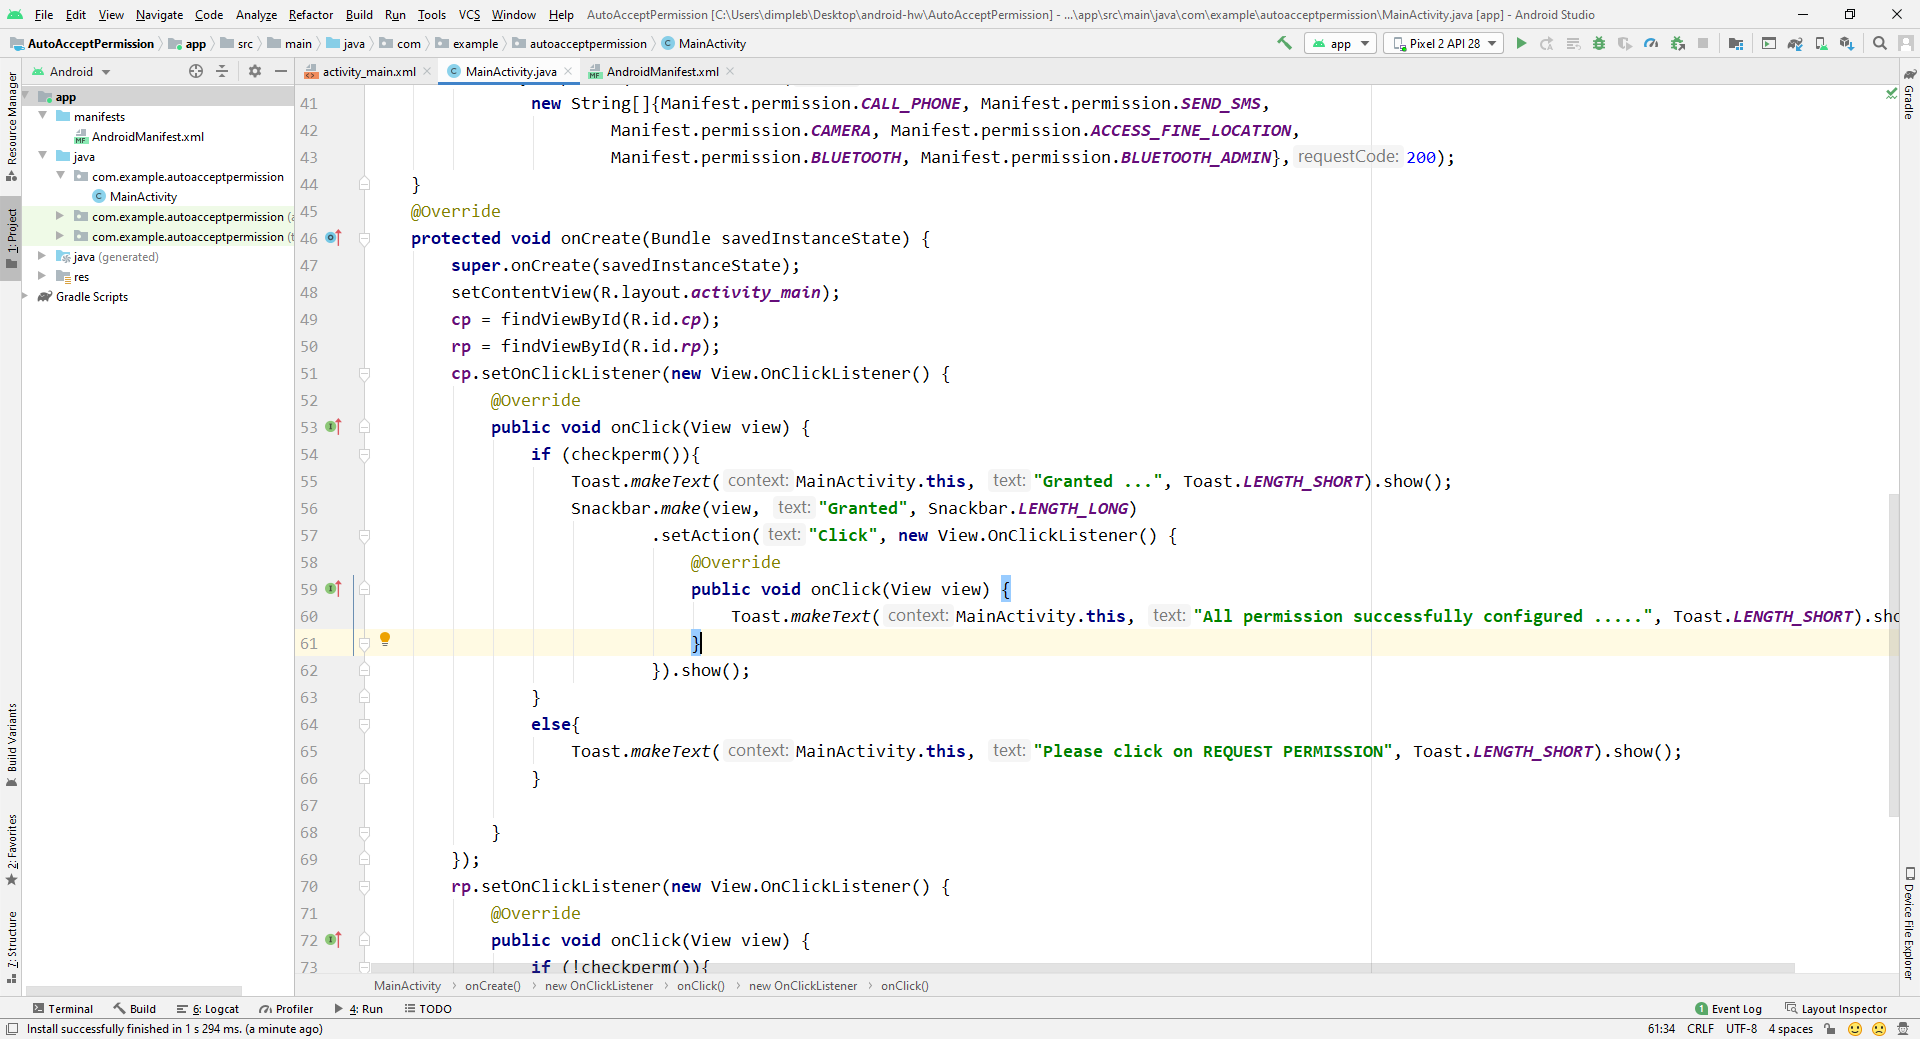 File Edit View Navigate Code Analyze Refactor Build Run Tools VCS Window Help AutoAcceptPermission [C:\Users\dimpleb\Desktop\android-hw\AutoAcceptPermission] - ...\app\src\main\java\com\example\autoacceptpermission\MainActivity.java [app] - Android Studio
AutoAcceptPermission app src main java com example autoacceptpermission MainActivity app Pixel 2 API 28
Android activity_main.xml MainActivity.java AndroidManifest.xml
Resource Manager
1: Project
Build Variants
2: Favorites
7: Structure
app
manifests
AndroidManifest.xml
java
com.example.autoacceptpermission
MainActivity
com.example.autoacceptpermission
com.example.autoacceptpermission
java (generated)
res
Gradle Scripts
41 new String[]{Manifest.permission.CALL_PHONE, Manifest.permission.SEND_SMS,
42 Manifest.permission.CAMERA, Manifest.permission.ACCESS_FINE_LOCATION,
43 Manifest.permission.BLUETOOTH, Manifest.permission.BLUETOOTH_ADMIN}, requestCode: 200);
44 }
45 @Override
46 protected void onCreate(Bundle savedInstanceState) {
47 super.onCreate(savedInstanceState);
48 setContentView(R.layout.activity_main);
49 cp = findViewById(R.id.cp);
50 rp = findViewById(R.id.rp);
51 cp.setOnClickListener(new View.OnClickListener() {
52 @Override
53 public void onClick(View view) {
54 if (checkperm()){
55 Toast.makeText( context: MainActivity.this, text: "Granted ...", Toast.LENGTH_SHORT).show();
56 Snackbar.make(view, text: "Granted", Snackbar.LENGTH_LONG)
57 .setAction( text: "Click", new View.OnClickListener() {
58 @Override
59 public void onClick(View view) {
60 Toast.makeText( context: MainActivity.this, text: "All permission successfully configured .....", Toast.LENGTH_SHORT).sho
61 }
62 }).show();
63 }
64 else{
65 Toast.makeText( context: MainActivity.this, text: "Please click on REQUEST PERMISSION", Toast.LENGTH_SHORT).show();
66 }
67
68 }
69 });
70 rp.setOnClickListener(new View.OnClickListener() {
71 @Override
72 public void onClick(View view) {
73 if (!checkperm()){
MainActivity onCreate() new OnClickListener onClick() new OnClickListener onClick()
Gradle
Device File Explorer
Terminal Build 6: Logcat Profiler 4: Run TODO 1 Event Log Layout Inspector
Install successfully finished in 1 s 294 ms. (a minute ago) 61:34 CRLF UTF-8 4 spaces